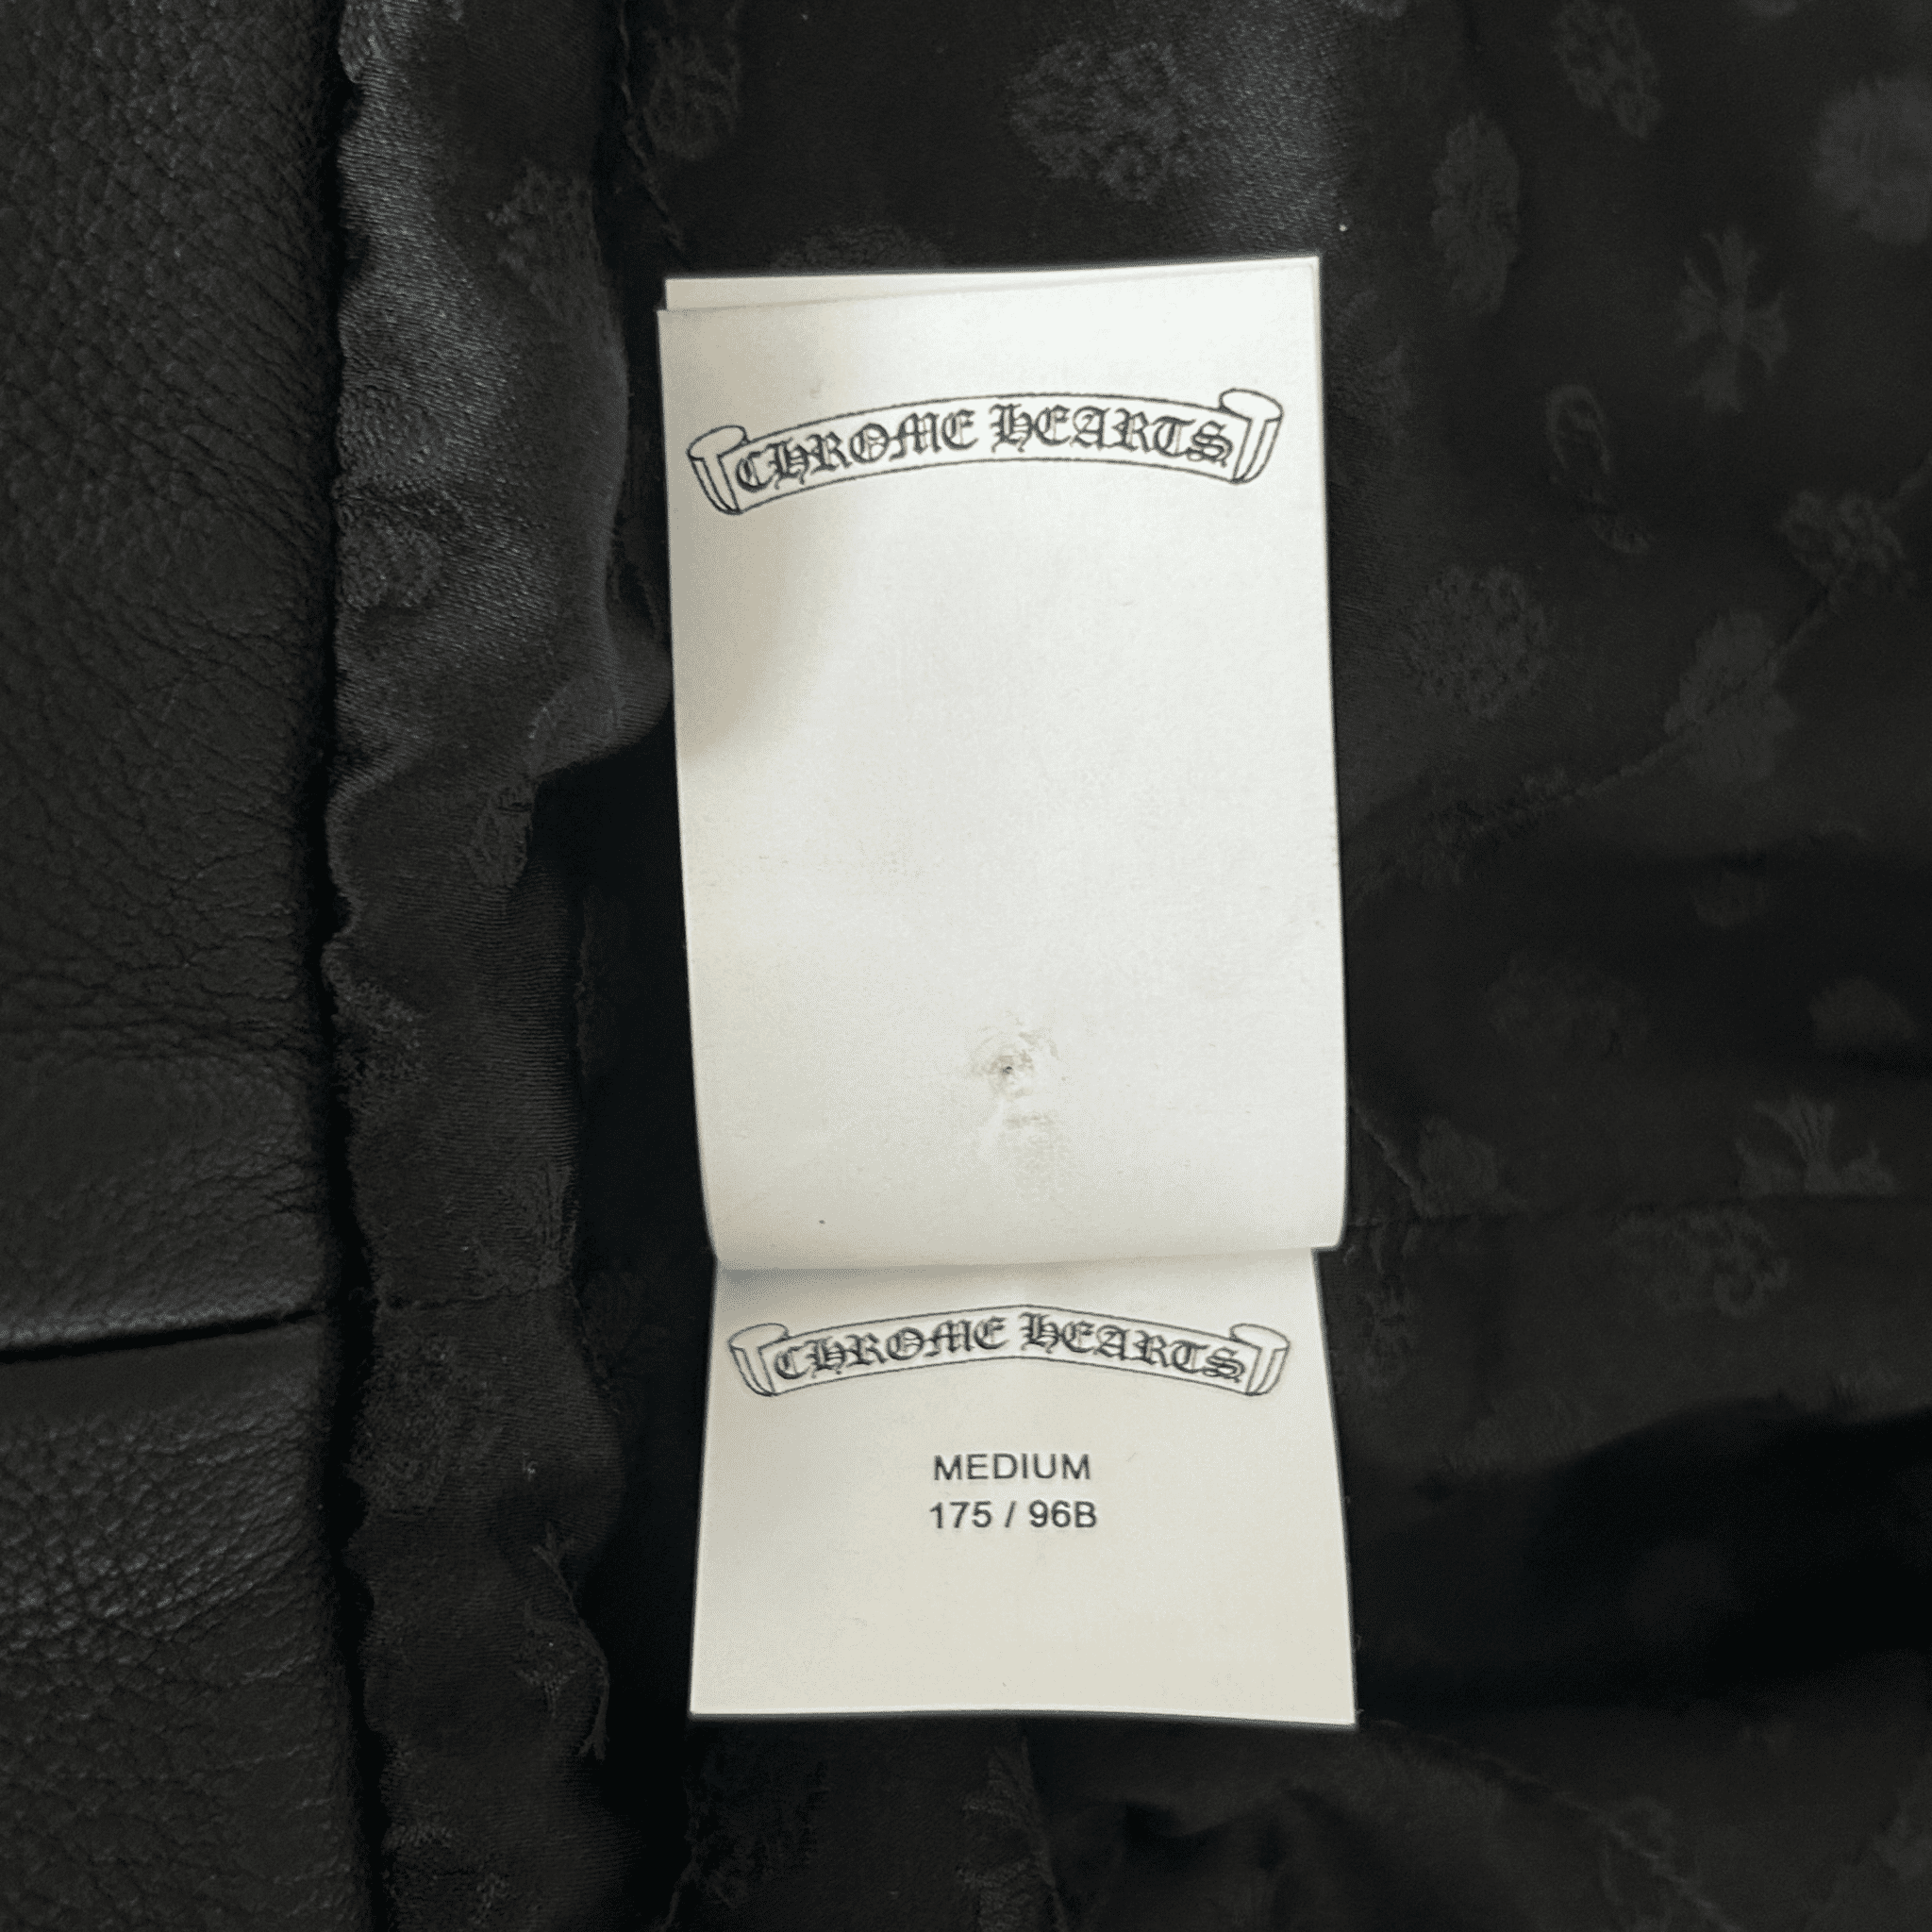 CHROME HEARTS
CHROME HEARTS
MEDIUM
175 / 96B